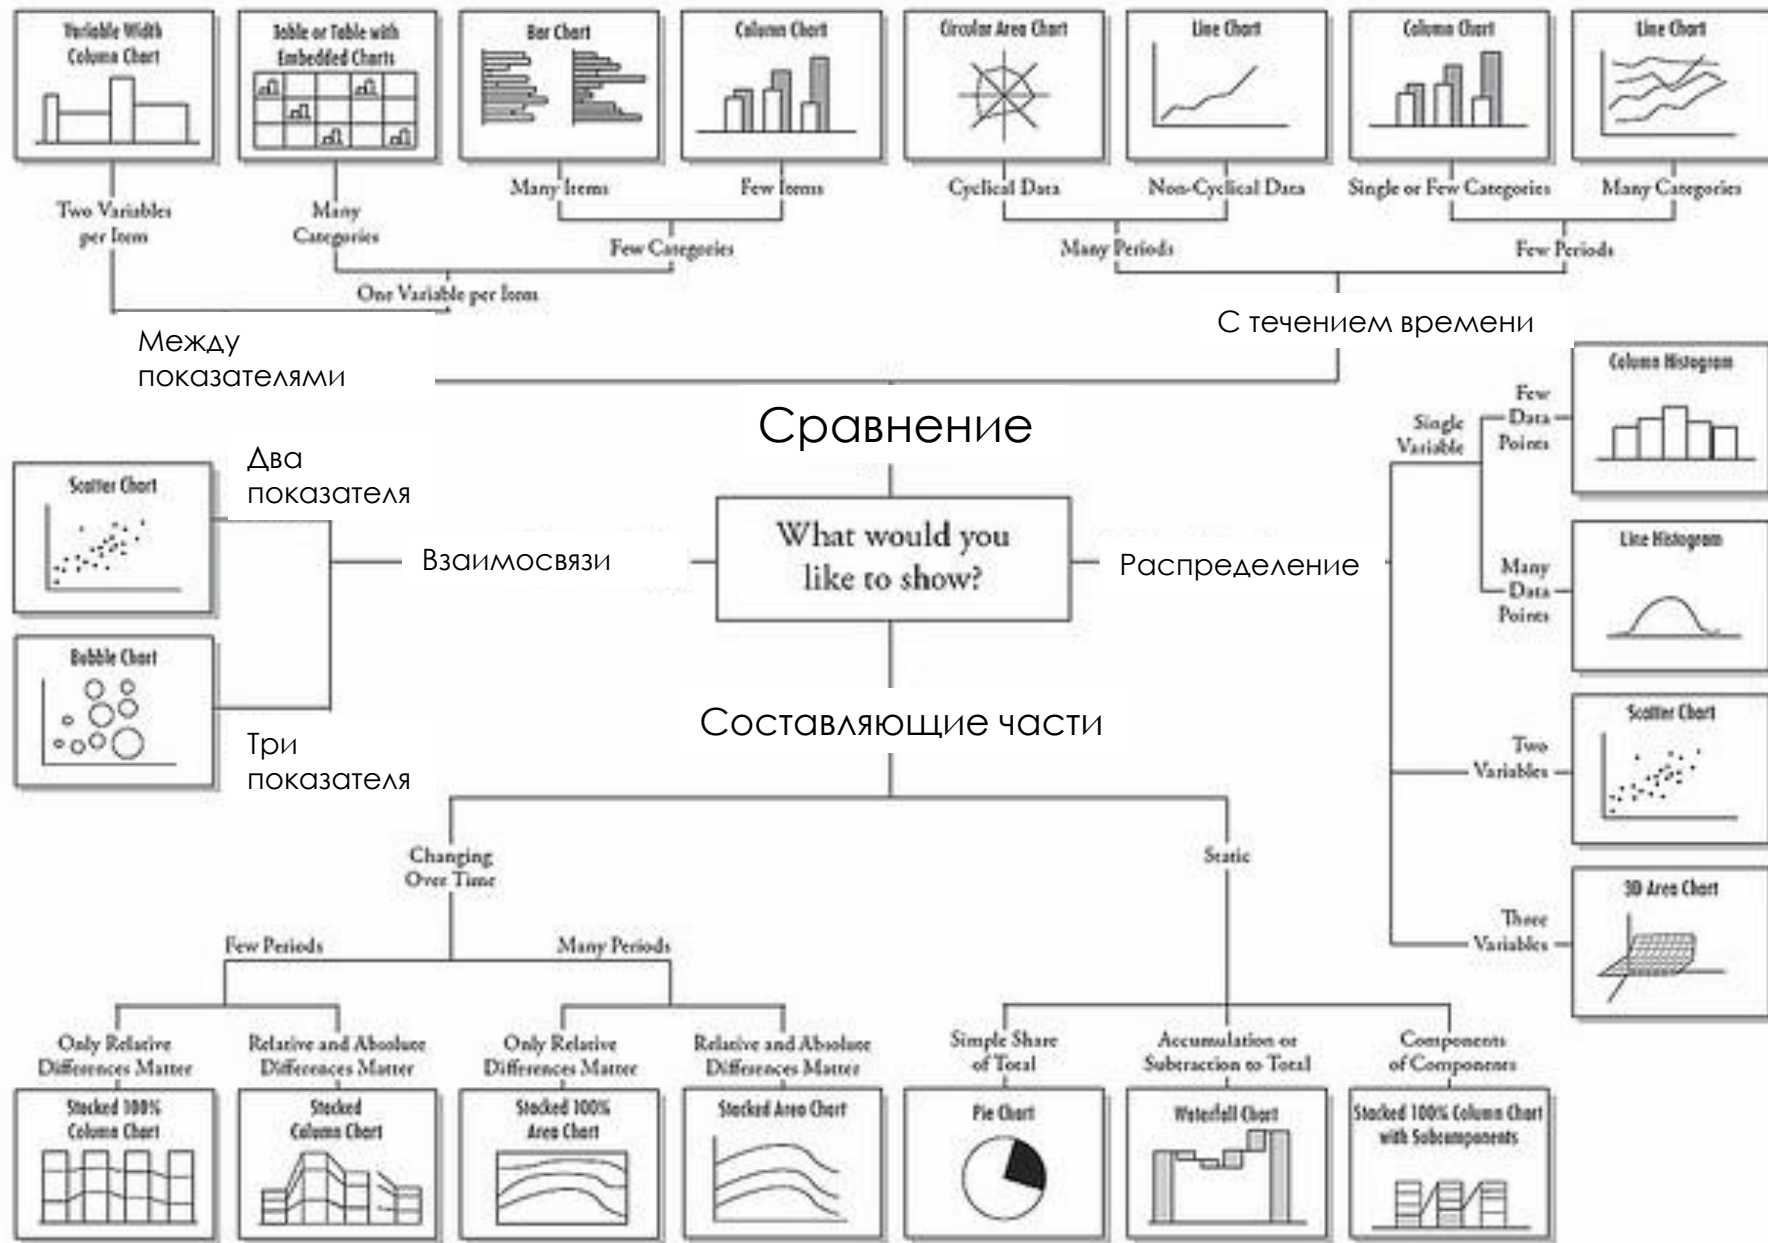 Variable Width
Column Chart
Table or Table with
Embedded Charts
Bar Chart
Column Chart
Circular Area Chart
Line Chart
Column Chart
Line Chart
Two Variables
per Item
Many
Categories
Many Items
Few Items
Cyclical Data
Non-Cyclical Data
Single or Few Categories
Many Categories
Few Categories
Many Periods
Few Periods
One Variable per Item
Между
показателями
С течением времени
Сравнение
Два
показателя
Scatter Chart
Взаимосвязи
What would you
like to show?
Распределение
Single
Variable
Few
Data
Points
Column Histogram
Many
Data
Points
Line Histogram
Bubble Chart
Три
показателя
Составляющие части
Two
Variables
Scatter Chart
Three
Variables
3D Area Chart
Changing
Over Time
Static
Few Periods
Many Periods
Only Relative
Differences Matter
Relative and Absolute
Differences Matter
Only Relative
Differences Matter
Relative and Absolute
Differences Matter
Simple Share
of Total
Accumulation or
Subtraction to Total
Components
of Components
Stacked 100%
Column Chart
Stacked
Column Chart
Stacked 100%
Area Chart
Stacked Area Chart
Pie Chart
Waterfall Chart
Stacked 100% Column Chart
with Subcomponents